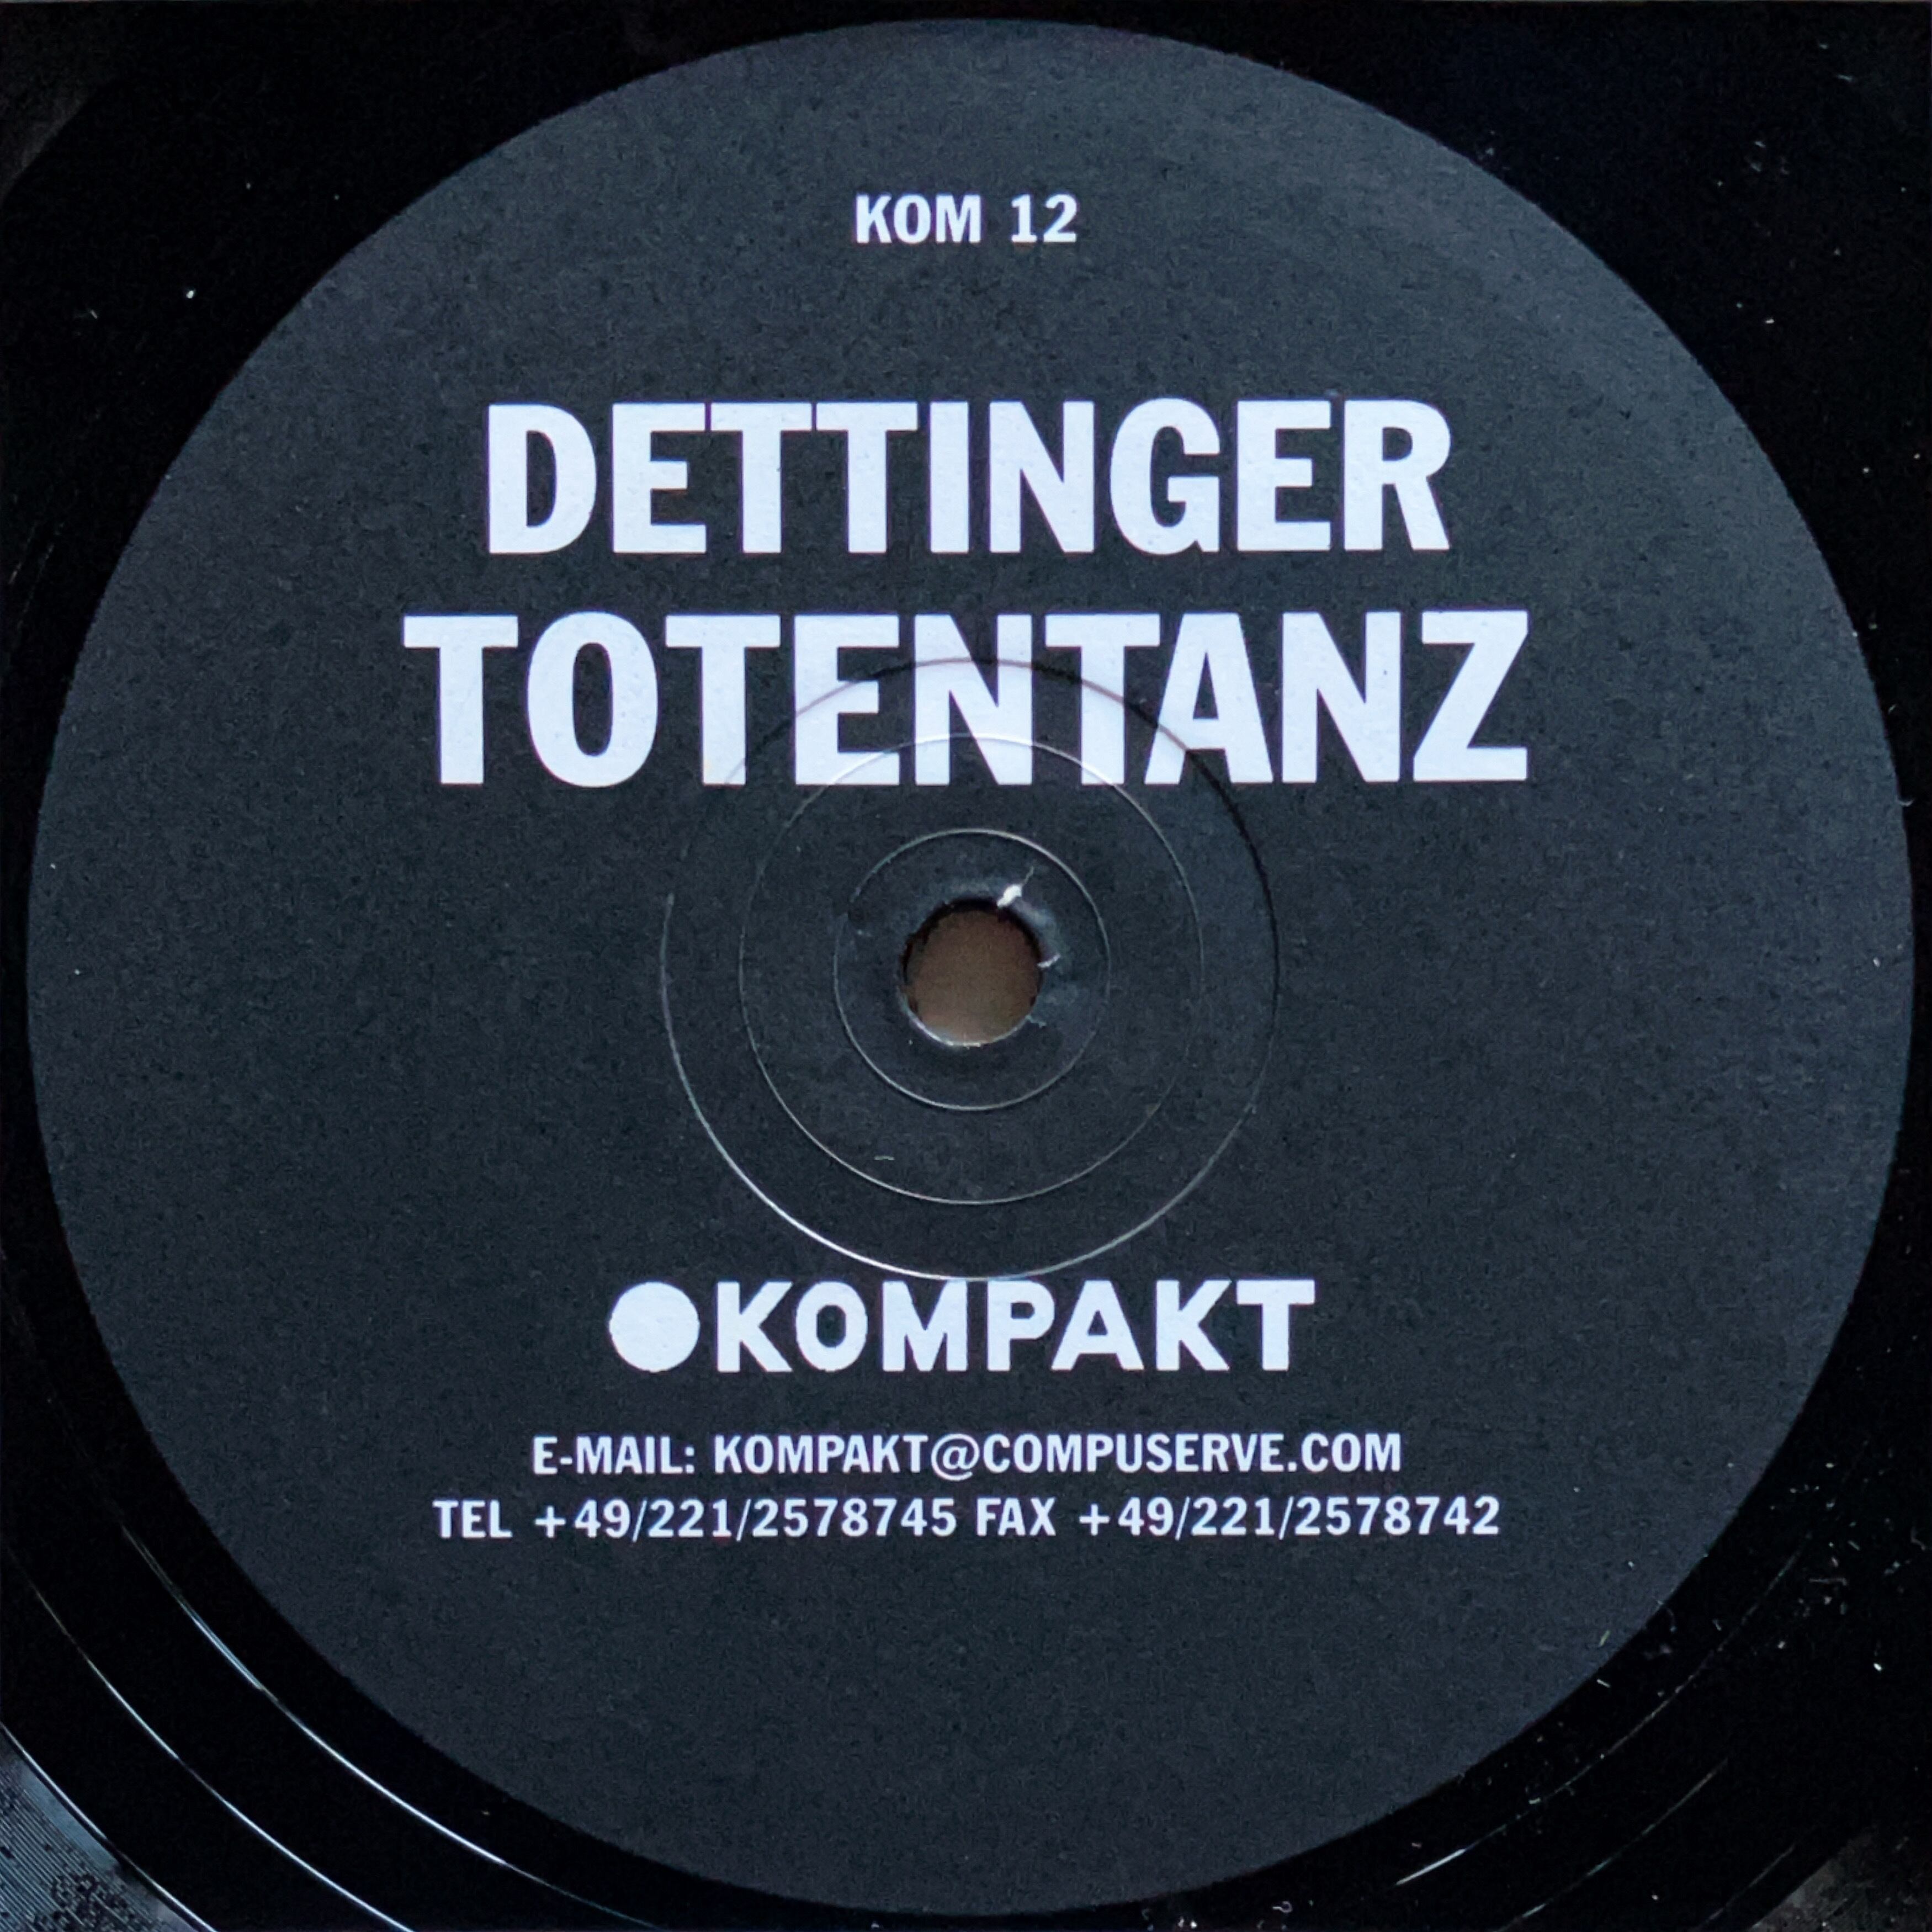 KOM 12
DETTINGER
TOTENTANZ
KOMPAKT
E-MAIL: KOMPAKT@COMPUSERVE.COM
TEL +49/221/2578745 FAX +49/221/2578742